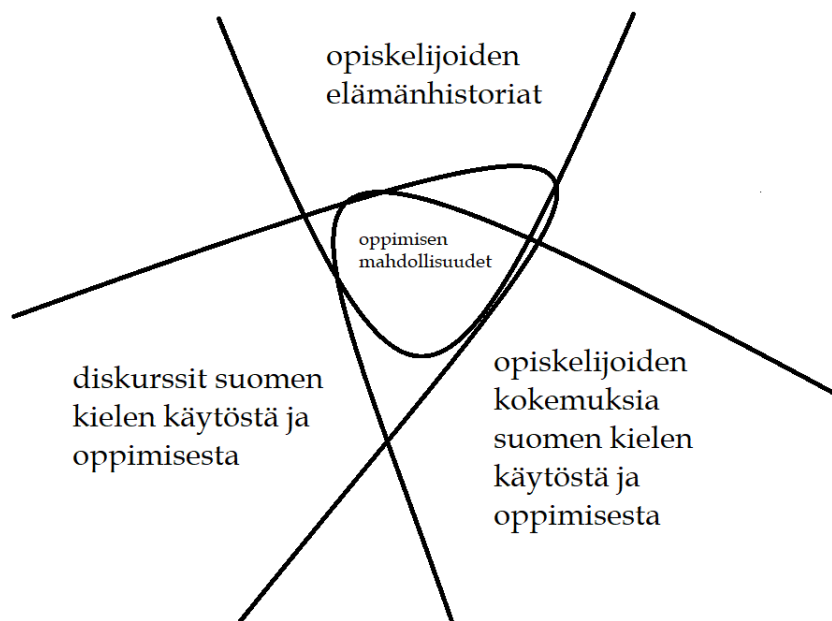 opiskelijoiden
elämänhistoriat
oppimisen
mahdollisuudet
diskurssit suomen
kielen käytöstä ja
oppimisesta
opiskelijoiden
kokemuksia
suomen kielen
käytöstä ja
oppimisesta